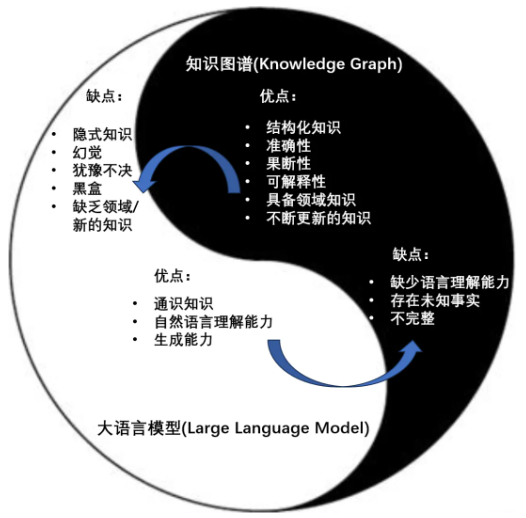 知识图谱(Knowledge Graph)
缺点：
• 隐式知识
• 幻觉
• 犹豫不决
• 黑盒
• 缺乏领域/
新的知识
优点：
• 结构化知识
• 准确性
• 果断性
• 可解释性
• 具备领域知识
• 不断更新的知识
缺点：
• 缺少语言理解能力
• 存在未知事实
• 不完整
优点：
• 通识知识
• 自然语言理解能力
• 生成能力
大语言模型(Large Language Model)